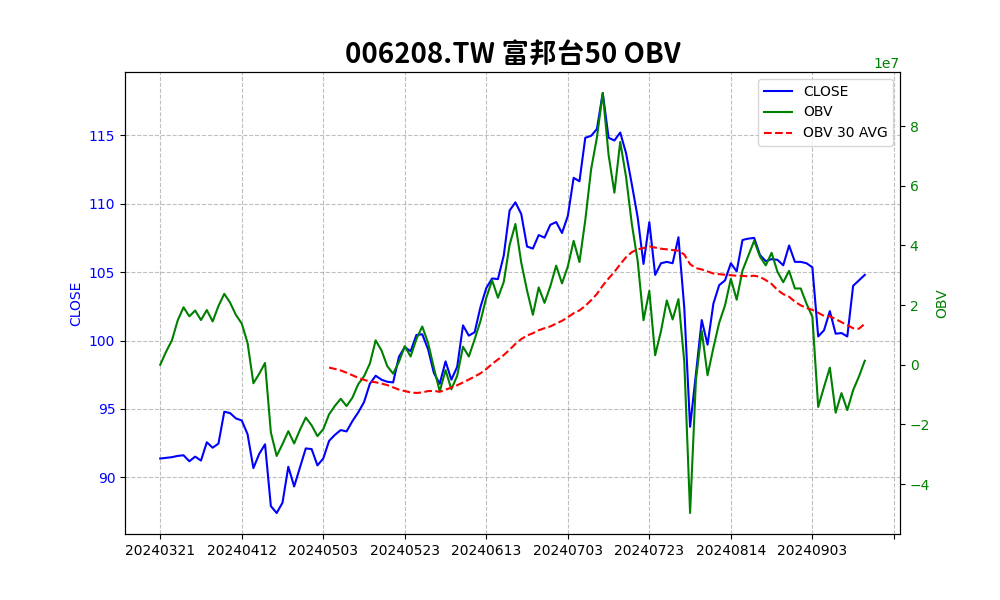 006208.TW 富邦台50 OBV
1e7
CLOSE
OBV
OBV 30 AVG
115
110
105
100
95
90
CLOSE
8
6
4
2
0
−2
−4
OBV
20240321 20240412 20240503 20240523 20240613 20240703 20240723 20240814 20240903